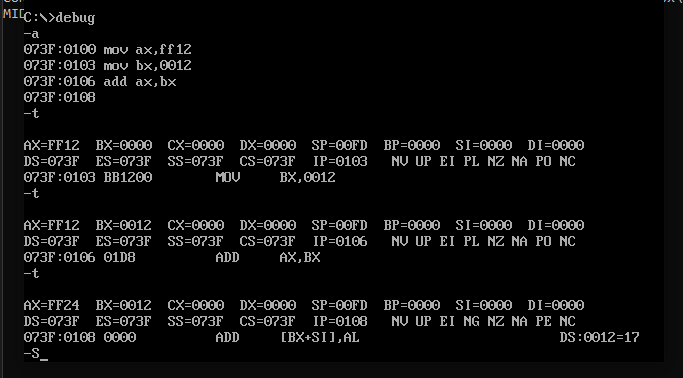 MID
C:\>debug
-a
073F:0100 mov ax,ff12
073F:0103 mov bx,0012
073F:0106 add ax,bx
073F:0108
-t
AX=FF12  BX=0000  CX=0000  DX=0000  SP=00FD  BP=0000  SI=0000  DI=0000
DS=073F  ES=073F  SS=073F  CS=073F  IP=0103   NV UP EI PL NZ NA PO NC
073F:0103 BB1200        MOV     BX,0012
-t
AX=FF12  BX=0012  CX=0000  DX=0000  SP=00FD  BP=0000  SI=0000  DI=0000
DS=073F  ES=073F  SS=073F  CS=073F  IP=0106   NV UP EI PL NZ NA PO NC
073F:0106 01D8          ADD     AX,BX
-t
AX=FF24  BX=0012  CX=0000  DX=0000  SP=00FD  BP=0000  SI=0000  DI=0000
DS=073F  ES=073F  SS=073F  CS=073F  IP=0108   NV UP EI NG NZ NA PE NC
073F:0108 0000          ADD     [BX+SI],AL                         DS:0012=17
-S_